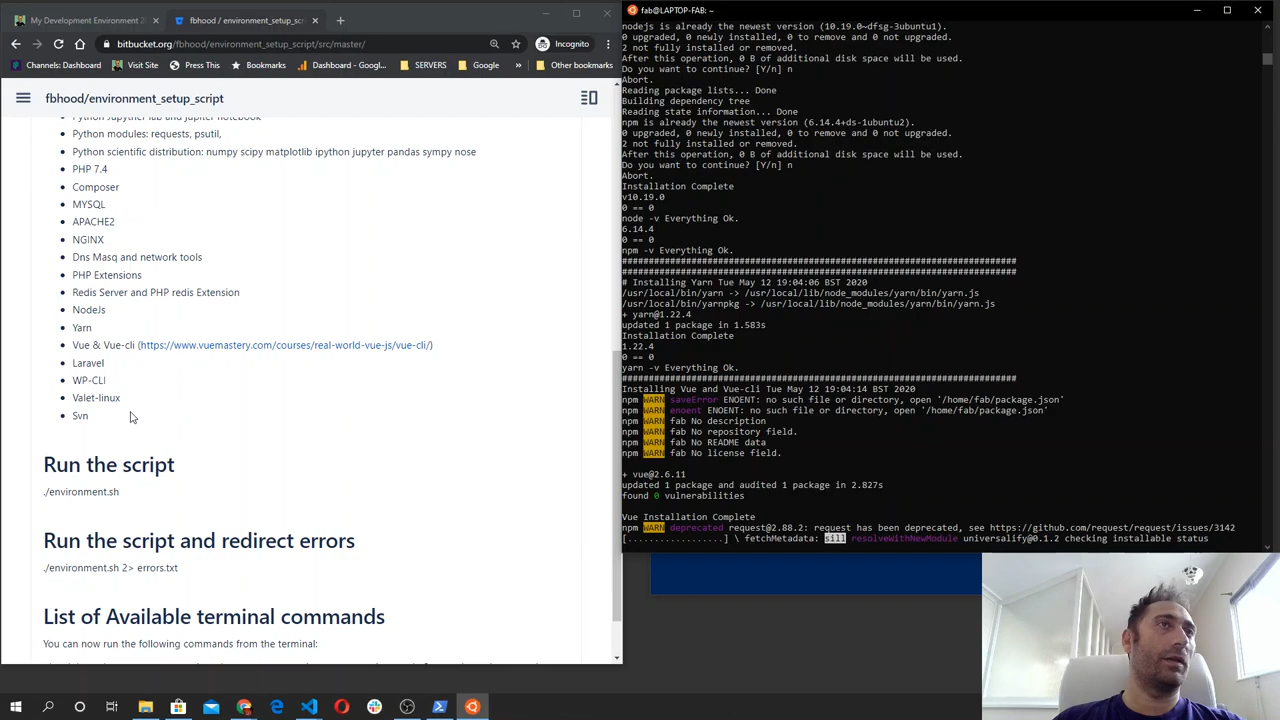 My Development Environment 2
fbhood / environment_setup_scrip
bitbucket.org/fbhood/environment_setup_script/src/master/
Incognito
Channels: Dashboard
Visit Site
Press This
Bookmarks
Dashboard – Googl...
SERVERS
Google
Other bookmarks
fbhood/environment_setup_script
Python Jupyther lab and jupiter notebook
Python modules: requests, psutil,
Python scientific distribution: numpy scipy matplotlib ipython jupyter pandas sympy nose
PHP 7.4
Composer
MYSQL
APACHE2
NGINX
Dns Masq and network tools
PHP Extensions
Redis Server and PHP redis Extension
NodeJs
Yarn
Vue & Vue-cli (https://www.vuemastery.com/courses/real-world-vue-js/vue-cli/)
Laravel
WP-CLI
Valet-linux
Svn
Run the script
./environment.sh
Run the script and redirect errors
./environment.sh 2> errors.txt
List of Available terminal commands
You can now run the following commands from the terminal:
fab@LAPTOP-FAB: ~
nodejs is already the newest version (10.19.0~dfsg-3ubuntu1).
0 upgraded, 0 newly installed, 0 to remove and 0 not upgraded.
2 not fully installed or removed.
After this operation, 0 B of additional disk space will be used.
Do you want to continue? [Y/n] n
Abort.
Reading package lists... Done
Building dependency tree
Reading state information... Done
npm is already the newest version (6.14.4+ds-1ubuntu2).
0 upgraded, 0 newly installed, 0 to remove and 0 not upgraded.
2 not fully installed or removed.
After this operation, 0 B of additional disk space will be used.
Do you want to continue? [Y/n] n
Abort.
Installation Complete
v10.19.0
0 == 0
node -v Everything Ok.
6.14.4
0 == 0
npm -v Everything Ok.
######################################################################
######################################################################
# Installing Yarn Tue May 12 19:04:06 BST 2020
/usr/local/bin/yarn -> /usr/local/lib/node_modules/yarn/bin/yarn.js
/usr/local/bin/yarnpkg -> /usr/local/lib/node_modules/yarn/bin/yarn.js
+ yarn@1.22.4
updated 1 package in 1.583s
Installation Complete
1.22.4
0 == 0
yarn -v Everything Ok.
######################################################################
Installing Vue and Vue-cli Tue May 12 19:04:14 BST 2020
npm WARN saveError ENOENT: no such file or directory, open '/home/fab/package.json'
npm WARN enoent ENOENT: no such file or directory, open '/home/fab/package.json'
npm WARN fab No description
npm WARN fab No repository field.
npm WARN fab No README data
npm WARN fab No license field.
+ vue@2.6.11
updated 1 package and audited 1 package in 2.827s
found 0 vulnerabilities
Vue Installation Complete
npm WARN deprecated request@2.88.2: request has been deprecated, see https://github.com/request/request/issues/3142
[..................] \ fetchMetadata: sill resolveWithNewModule universalify@0.1.2 checking installable status